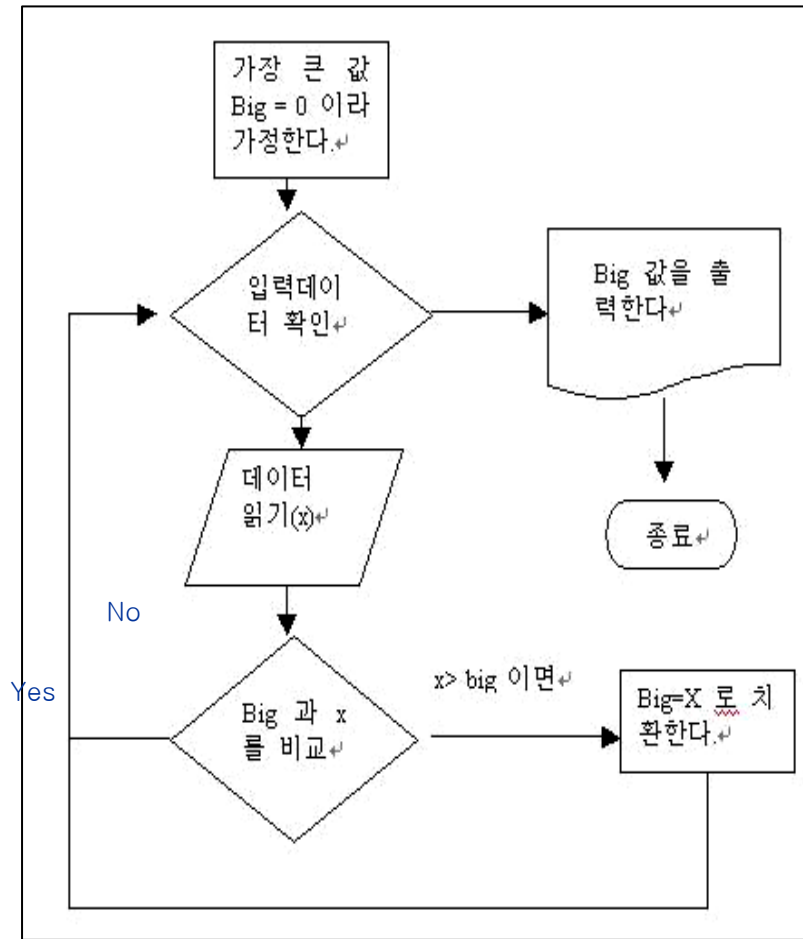 가장 큰 값
Big = 0 이라
가정한다.↵
입력데이
터 확인↵
Big 값을 출
력한다↵
데이터
읽기(x)↵
종료↵
No
Yes
x> big 이면↵
Big 과 x
를 비교↵
Big=X 로 치
환한다.↵